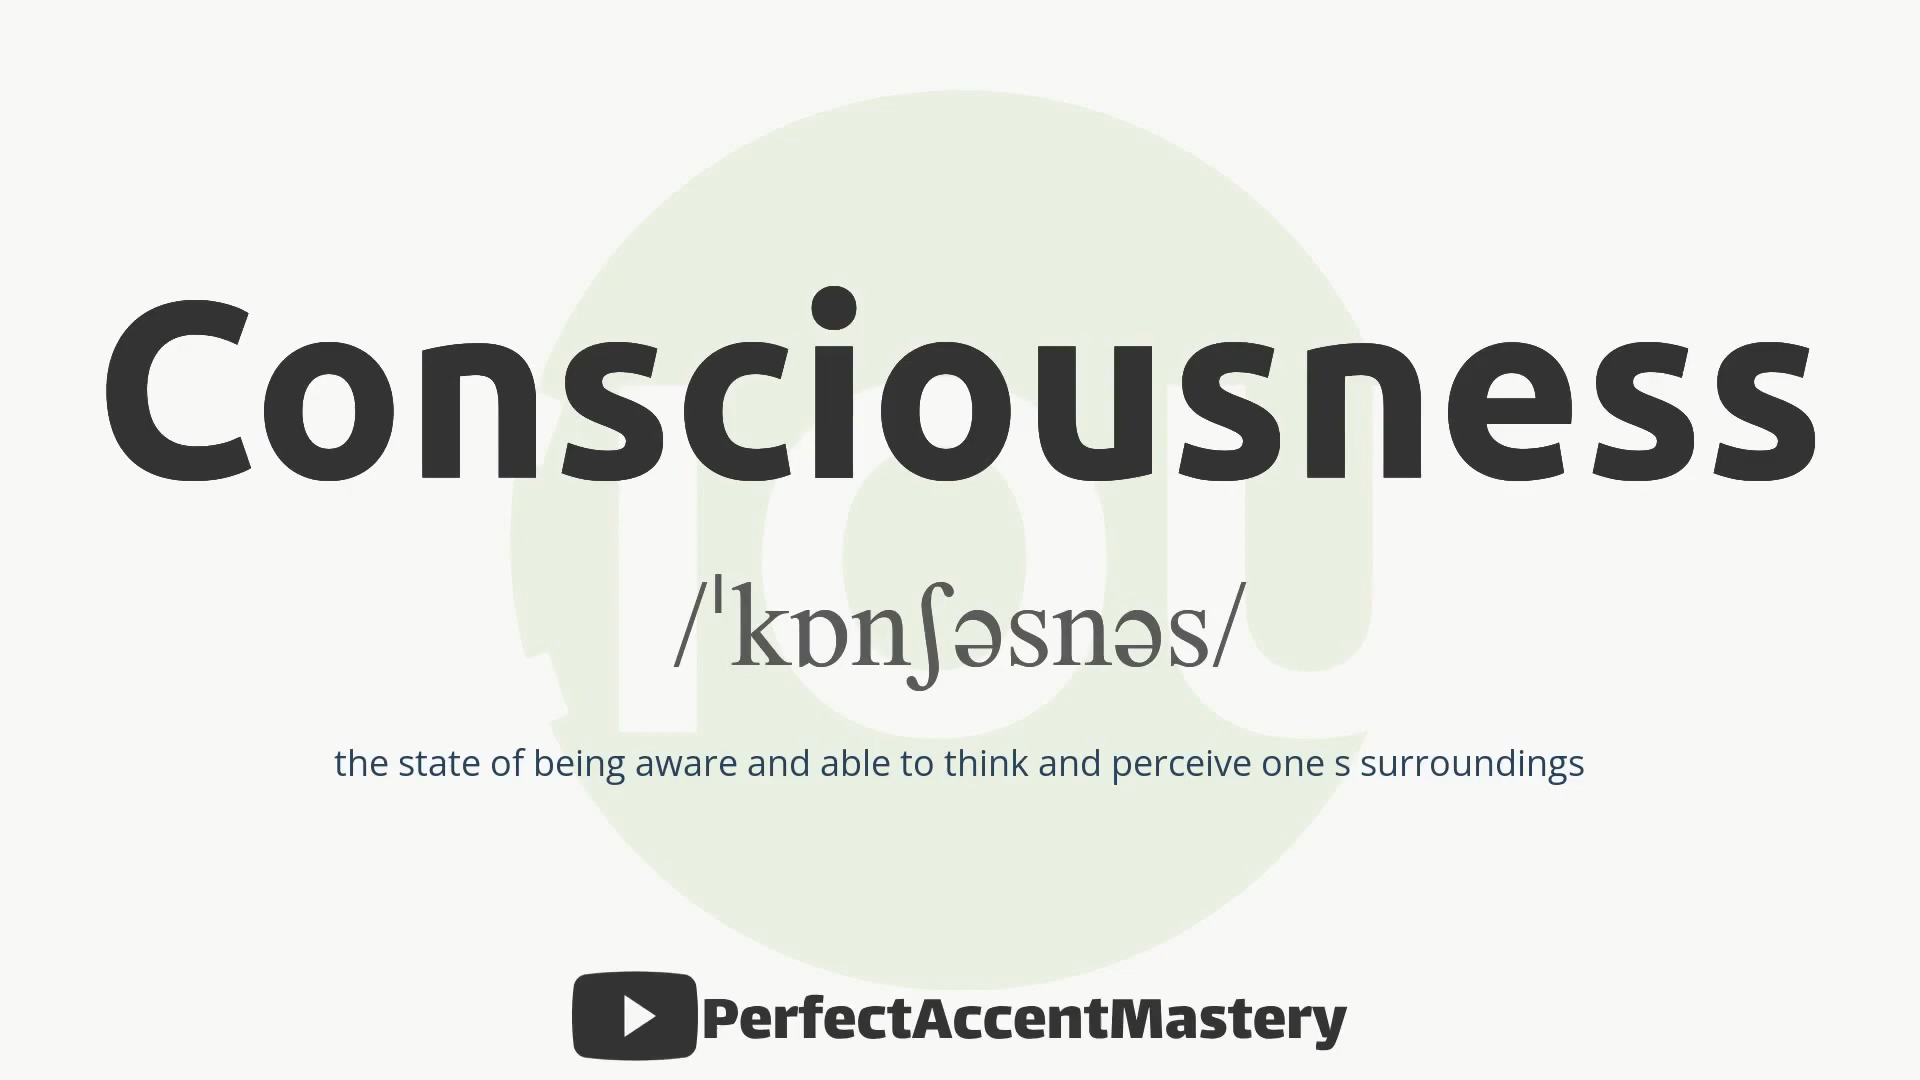 Consciousness
/ˈkɒnʃəsnəs/
the state of being aware and able to think and perceive one s surroundings
PerfectAccentMastery